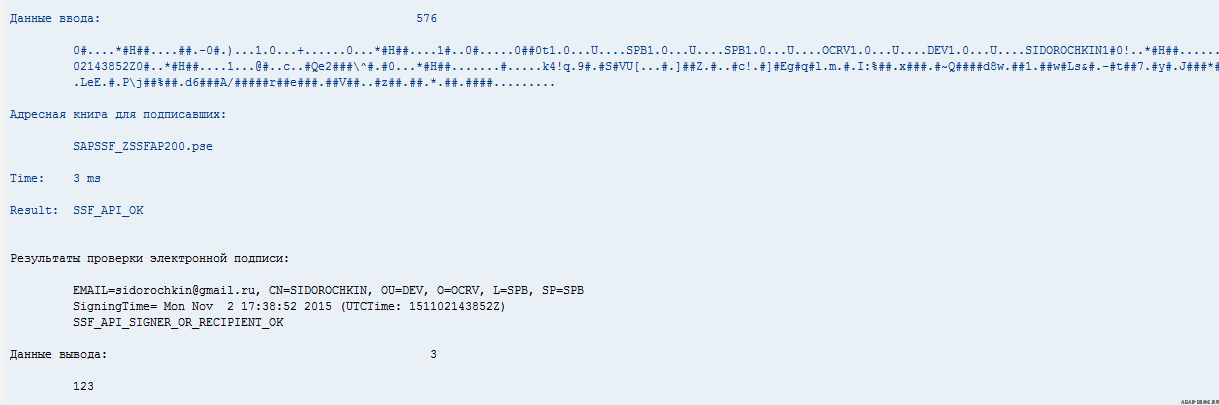 Данные ввода: 576
0#....*#H##....##.-0#.)...1.0...+......0...*#H##....1#..0#.....0##0t1.0...U....SPB1.0...U....SPB1.0...U....OCRV1.0...U....DEV1.0...U....SIDOROCHKIN1#0!..*#H##......
02143852Z0#..*#H##....1...@#..c..#Qe2###\^#.#0...*#H##.......#.....k4!q.9#.#S#VU[...#.]##Z.#..#c!.#]#Eg#q#l.m.#.I:%##.x###.#~Q####d8w.##1.##w#Ls&#.-#t##7.#y#.J###*#
.LeE.#.P\j##%##.d6###A/#####r##e###.##V##..#z##.##.*.##.####.........
Адресная книга для подписавших:
SAPSSF_ZSSFAP200.pse
Time: 3 ms
Result: SSF_API_OK
Результаты проверки электронной подписи:
EMAIL=sidorochkin@gmail.ru, CN=SIDOROCHKIN, OU=DEV, O=OCRV, L=SPB, SP=SPB
SigningTime= Mon Nov 2 17:38:52 2015 (UTCTime: 151102143852Z)
SSF_API_SIGNER_OR_RECIPIENT_OK
Данные вывода: 3
123